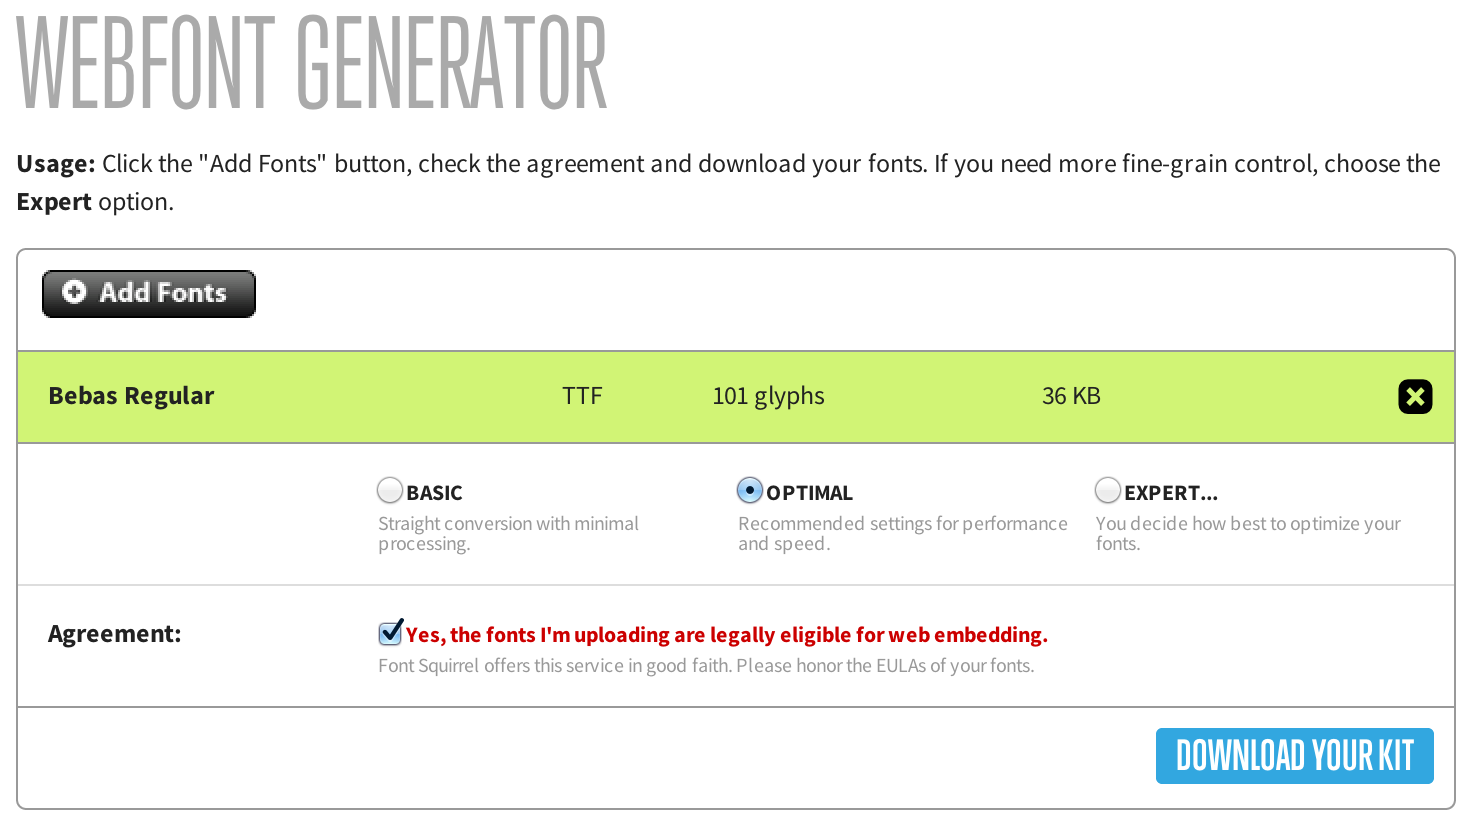 WEBFONT GENERATOR
Usage: Click the "Add Fonts" button, check the agreement and download your fonts. If you need more fine-grain control, choose the
Expert option.
Add Fonts
Bebas Regular TTF 101 glyphs 36 KB
BASIC
Straight conversion with minimal
processing.
OPTIMAL
Recommended settings for performance
and speed.
EXPERT...
You decide how best to optimize your
fonts.
Agreement:
Yes, the fonts I'm uploading are legally eligible for web embedding.
Font Squirrel offers this service in good faith. Please honor the EULAs of your fonts.
DOWNLOAD YOUR KIT